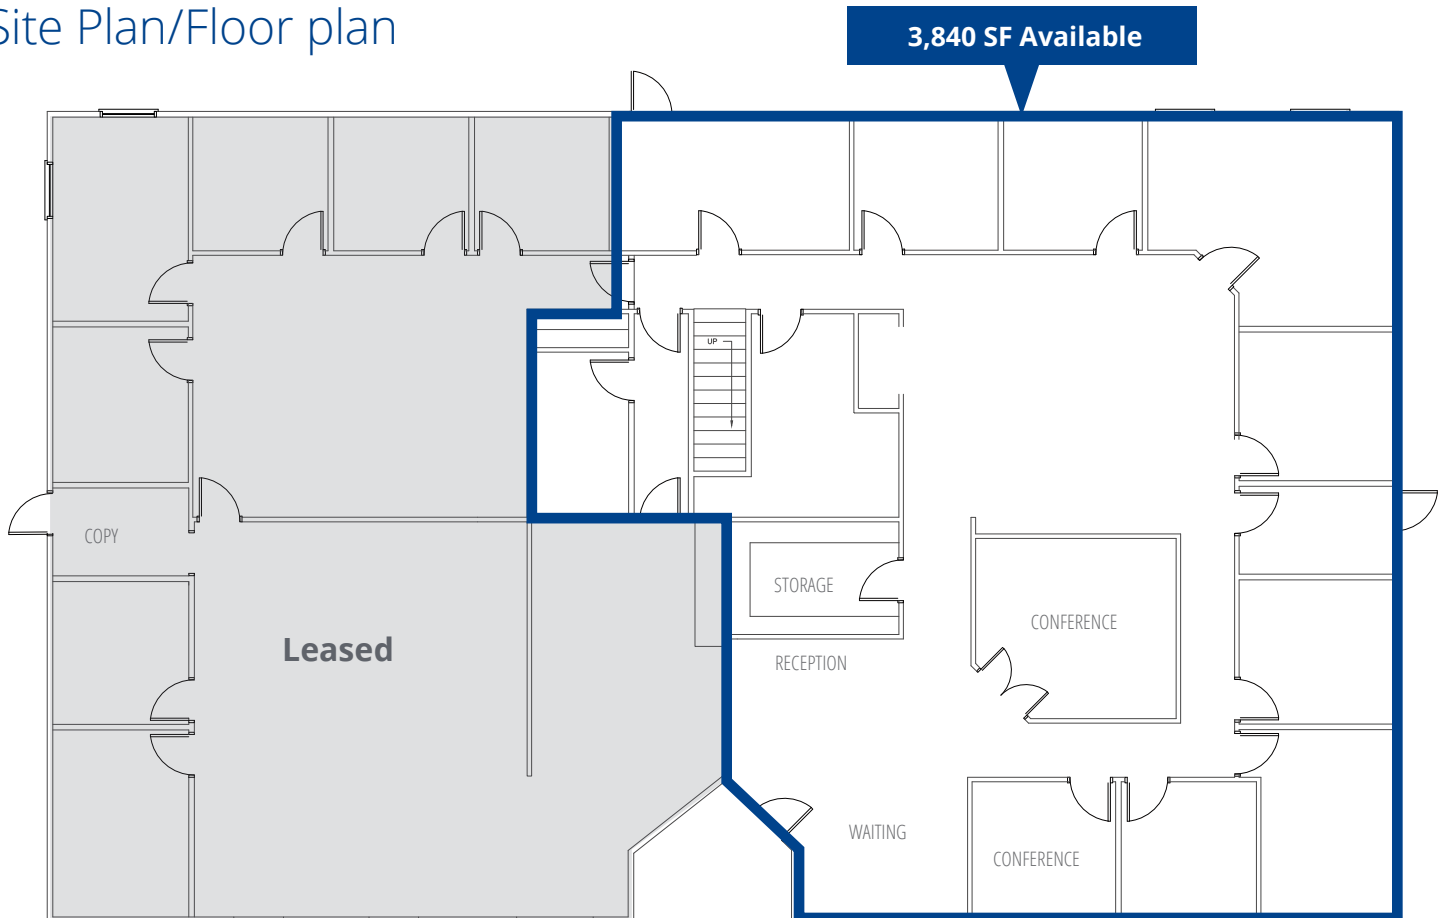 Site Plan/Floor plan
3,840 SF Available
UP
COPY
STORAGE
CONFERENCE
Leased
RECEPTION
WAITING
CONFERENCE